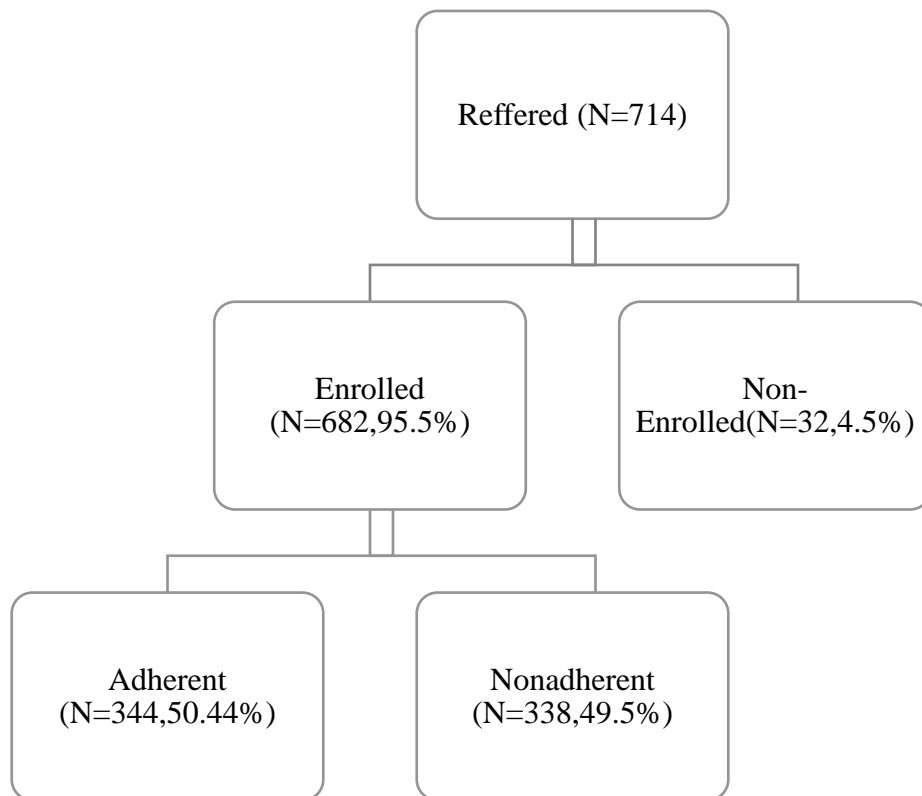 Reffered (N=714)
Enrolled
(N=682,95.5%)
Non-
Enrolled(N=32,4.5%)
Adherent
(N=344,50.44%)
Nonadherent
(N=338,49.5%)